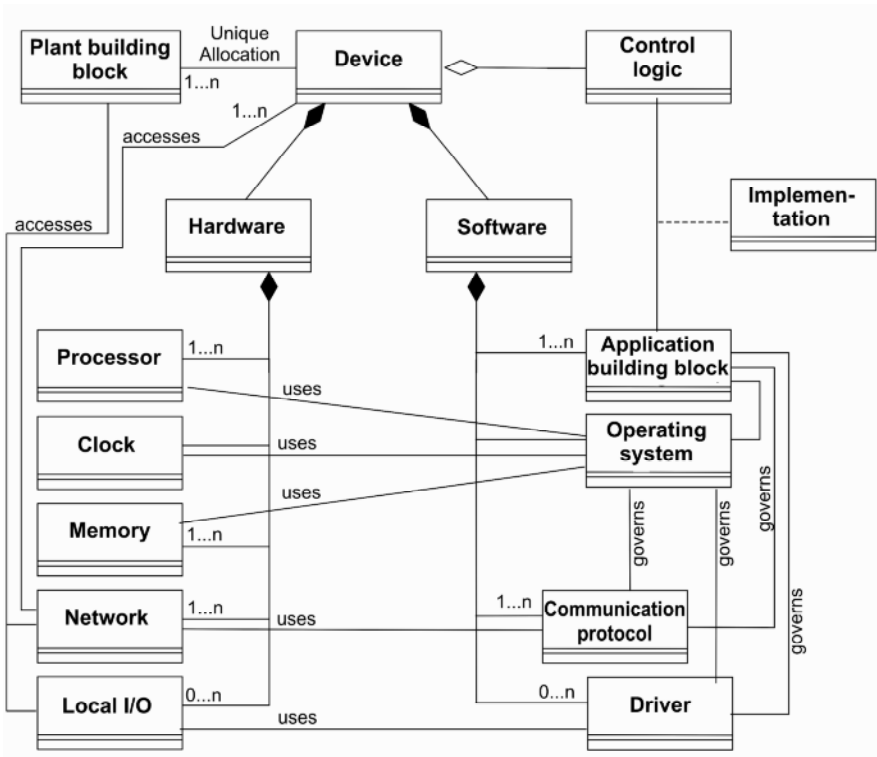 Plant building
block
Unique
Allocation
1...n
Device
Control
logic
1...n
accesses
accesses
Implemen-
tation
Hardware
Software
Processor
1...n
uses
1...n
Application
building block
Clock
uses
Operating
system
Memory
uses
1...n
governs
governs
governs
governs
Network
1...n
uses
1...n
Communication
protocol
Local I/O
0...n
uses
0...n
Driver